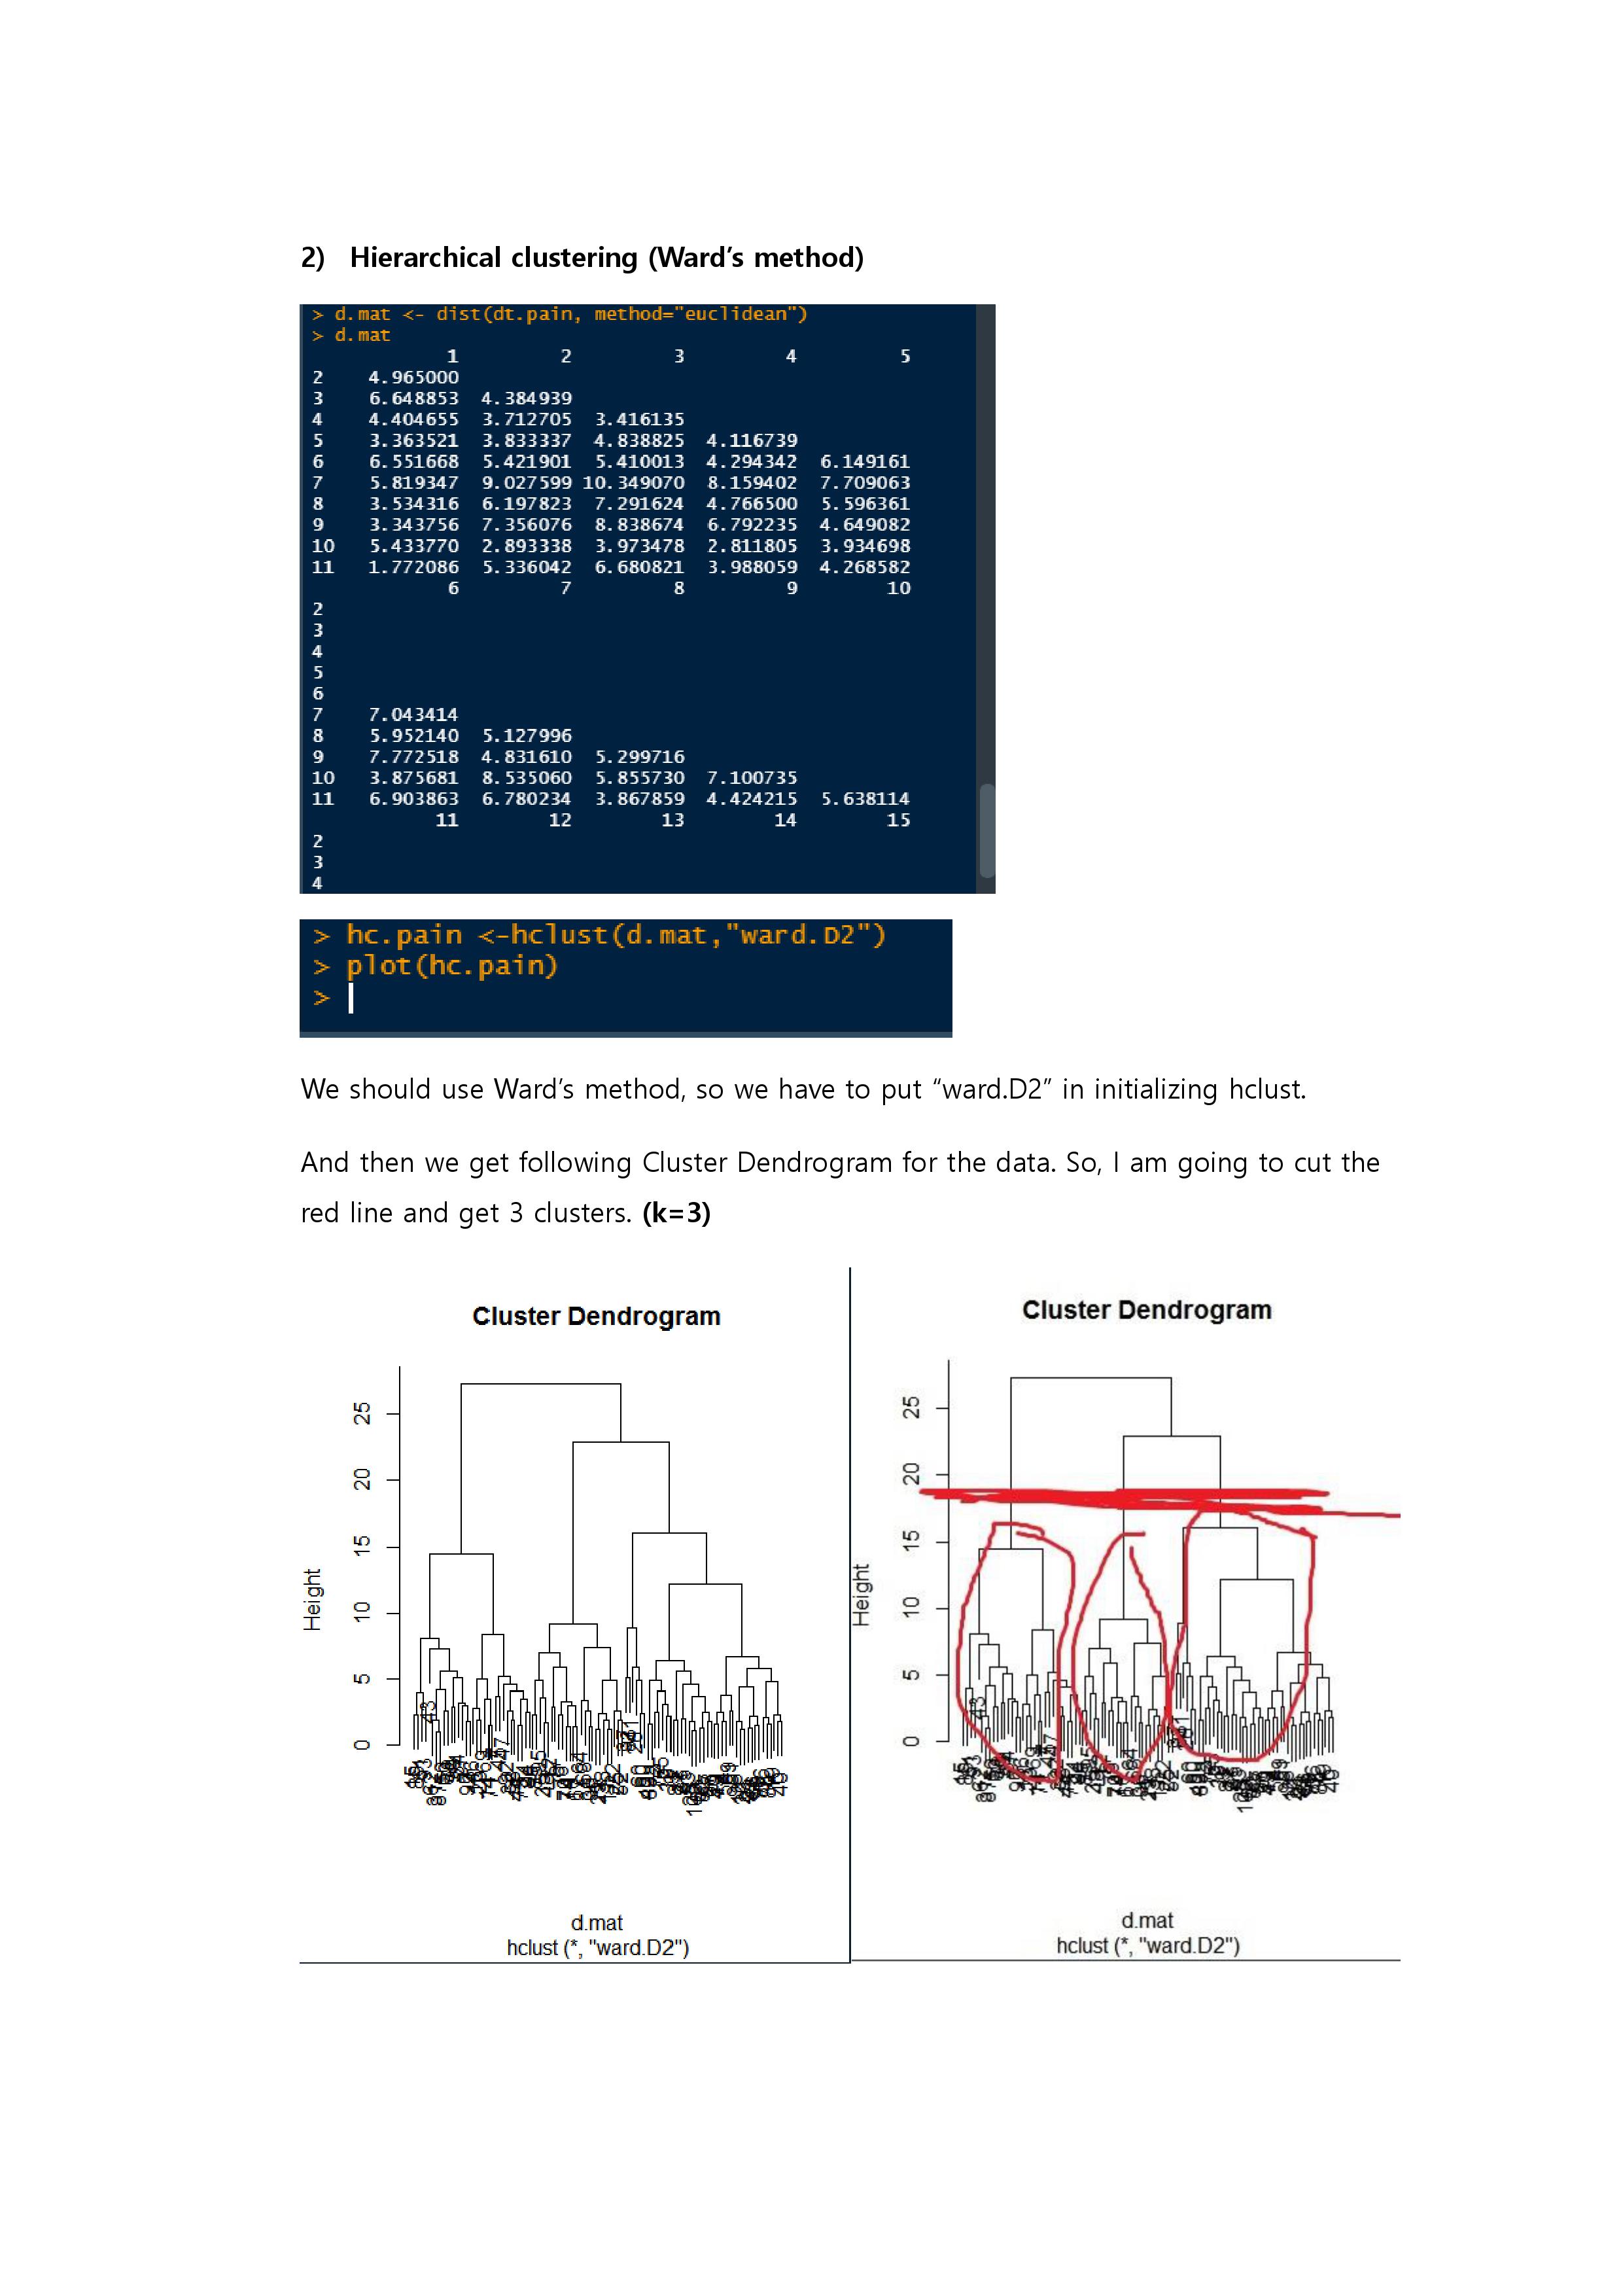 2) Hierarchical clustering (Ward's method)
> d.mat <- dist(dt.pain, method="euclidean")
> d.mat
1 2 3 4 5
2 4.965000
3 6.648853 4.384939
4 4.404655 3.712705 3.416135
5 3.363521 3.833337 4.838825 4.116739
6 6.551668 5.421901 5.410013 4.294342 6.149161
7 5.819347 9.027599 10.349070 8.159402 7.709063
8 3.534316 6.197823 7.291624 4.766500 5.596361
9 3.343756 7.356076 8.838674 6.792235 4.649082
10 5.433770 2.893338 3.973478 2.811805 3.934698
11 1.772086 5.336042 6.680821 3.988059 4.268582
6 7 8 9 10
2
3
4
5
6
7 7.043414
8 5.952140 5.127996
9 7.772518 4.831610 5.299716
10 3.875681 8.535060 5.855730 7.100735
11 6.903863 6.780234 3.867859 4.424215 5.638114
11 12 13 14 15
2
3
4
> hc.pain <-hclust(d.mat,"ward.D2")
> plot(hc.pain)
>
We should use Ward's method, so we have to put “ward.D2” in initializing hclust.
And then we get following Cluster Dendrogram for the data. So, I am going to cut the
red line and get 3 clusters. (k=3)
Cluster Dendrogram
Height
25
20
15
10
5
0
43
d.mat
hclust (*, "ward.D2")
Cluster Dendrogram
Height
25
20
15
10
5
0
43
d.mat
hclust (*, "ward.D2")